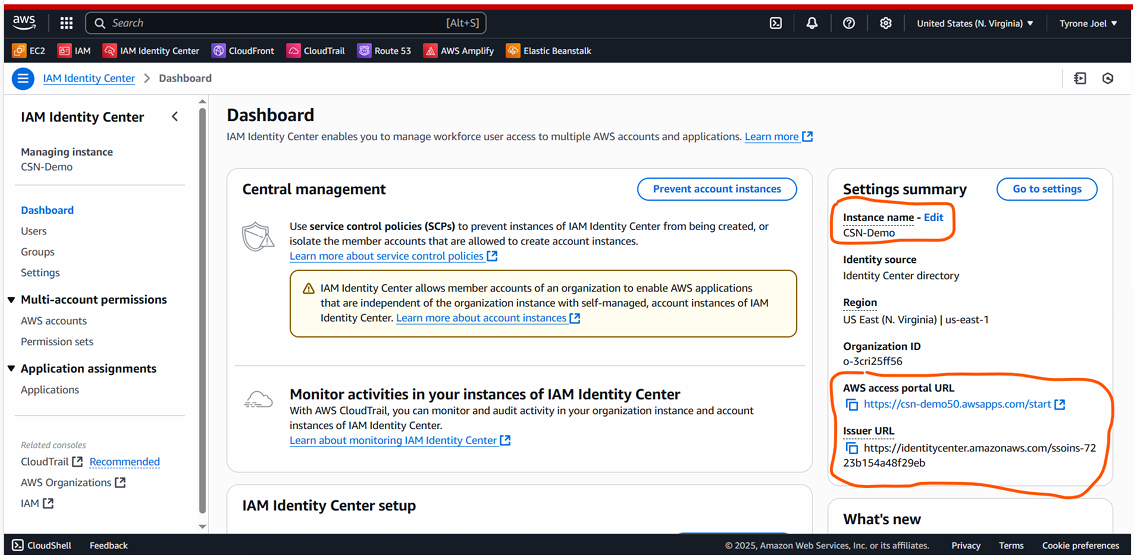 aws
Search [Alt+S]
United States (N. Virginia) ▼ Tyrone Joel ▼
EC2 IAM IAM Identity Center CloudFront CloudTrail Route 53 AWS Amplify Elastic Beanstalk
IAM Identity Center > Dashboard
IAM Identity Center
Managing instance
CSN-Demo
Dashboard
Users
Groups
Settings
Multi-account permissions
AWS accounts
Permission sets
Application assignments
Applications
Related consoles
CloudTrail Recommended
AWS Organizations
IAM
Dashboard
IAM Identity Center enables you to manage workforce user access to multiple AWS accounts and applications. Learn more
Central management Prevent account instances
Use service control policies (SCPs) to prevent instances of IAM Identity Center from being created, or
isolate the member accounts that are allowed to create account instances.
Learn more about service control policies
IAM Identity Center allows member accounts of an organization to enable AWS applications
that are independent of the organization instance with self-managed, account instances of IAM
Identity Center. Learn more about account instances
Monitor activities in your instances of IAM Identity Center
With AWS CloudTrail, you can monitor and audit activity in your organization instance and account
instances of IAM Identity Center.
Learn about monitoring IAM Identity Center
IAM Identity Center setup
Settings summary Go to settings
Instance name - Edit
CSN-Demo
Identity source
Identity Center directory
Region
US East (N. Virginia) | us-east-1
Organization ID
o-3cri25ff56
AWS access portal URL
https://csn-demo50.awsapps.com/start
Issuer URL
https://identitycenter.amazonaws.com/ssoins-72
23b154a48f29eb
What's new
CloudShell Feedback © 2025, Amazon Web Services, Inc. or its affiliates. Privacy Terms Cookie preferences